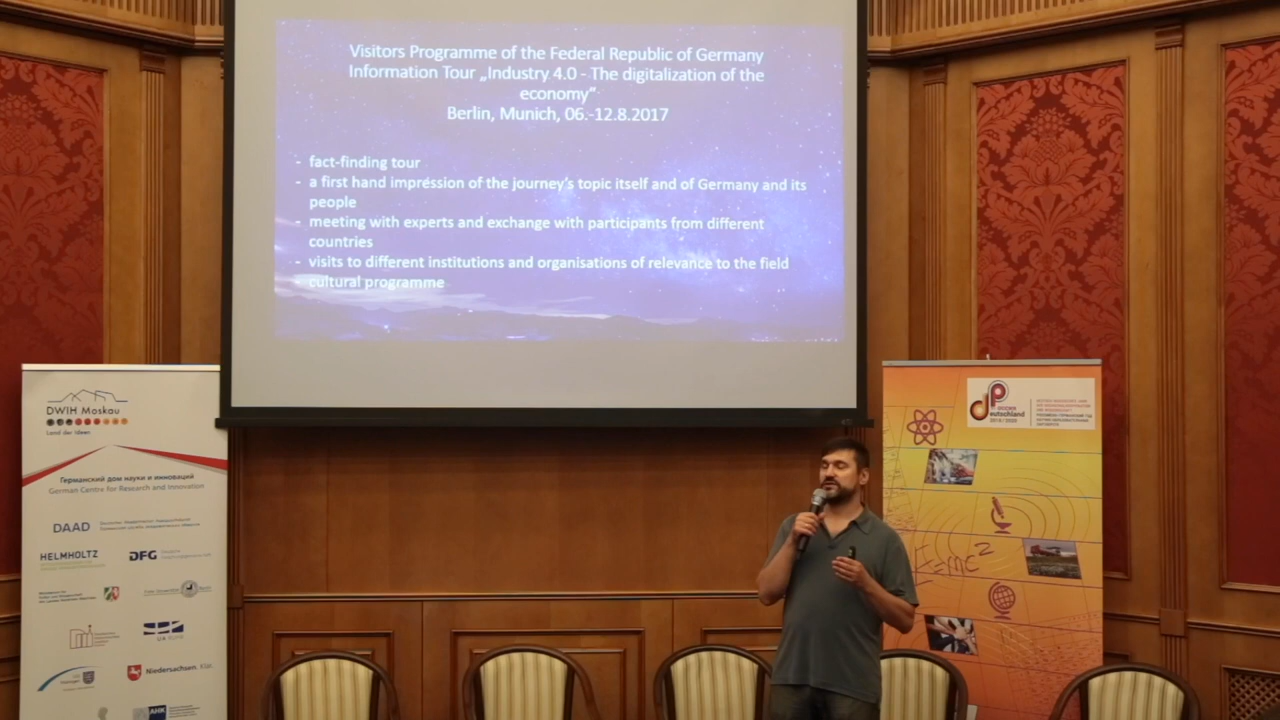 Visitors Programme of the Federal Republic of Germany
Information Tour „Industry 4.0 - The digitalization of the
economy“
Berlin, Munich, 06.-12.8.2017
- fact-finding tour
- a first hand impression of the journey's topic itself and of Germany and its
people
- meeting with experts and exchange with participants from different
countries
- visits to different institutions and organisations of relevance to the field
cultural programme
DWIH Moskau
Land der Ideen
Германский дом науки и инноваций
German Centre for Research and Innovation
DAAD
HELMHOLTZ
DFG
Niedersachsen
AHK
eutschland
2018 / 2020
E=mc²